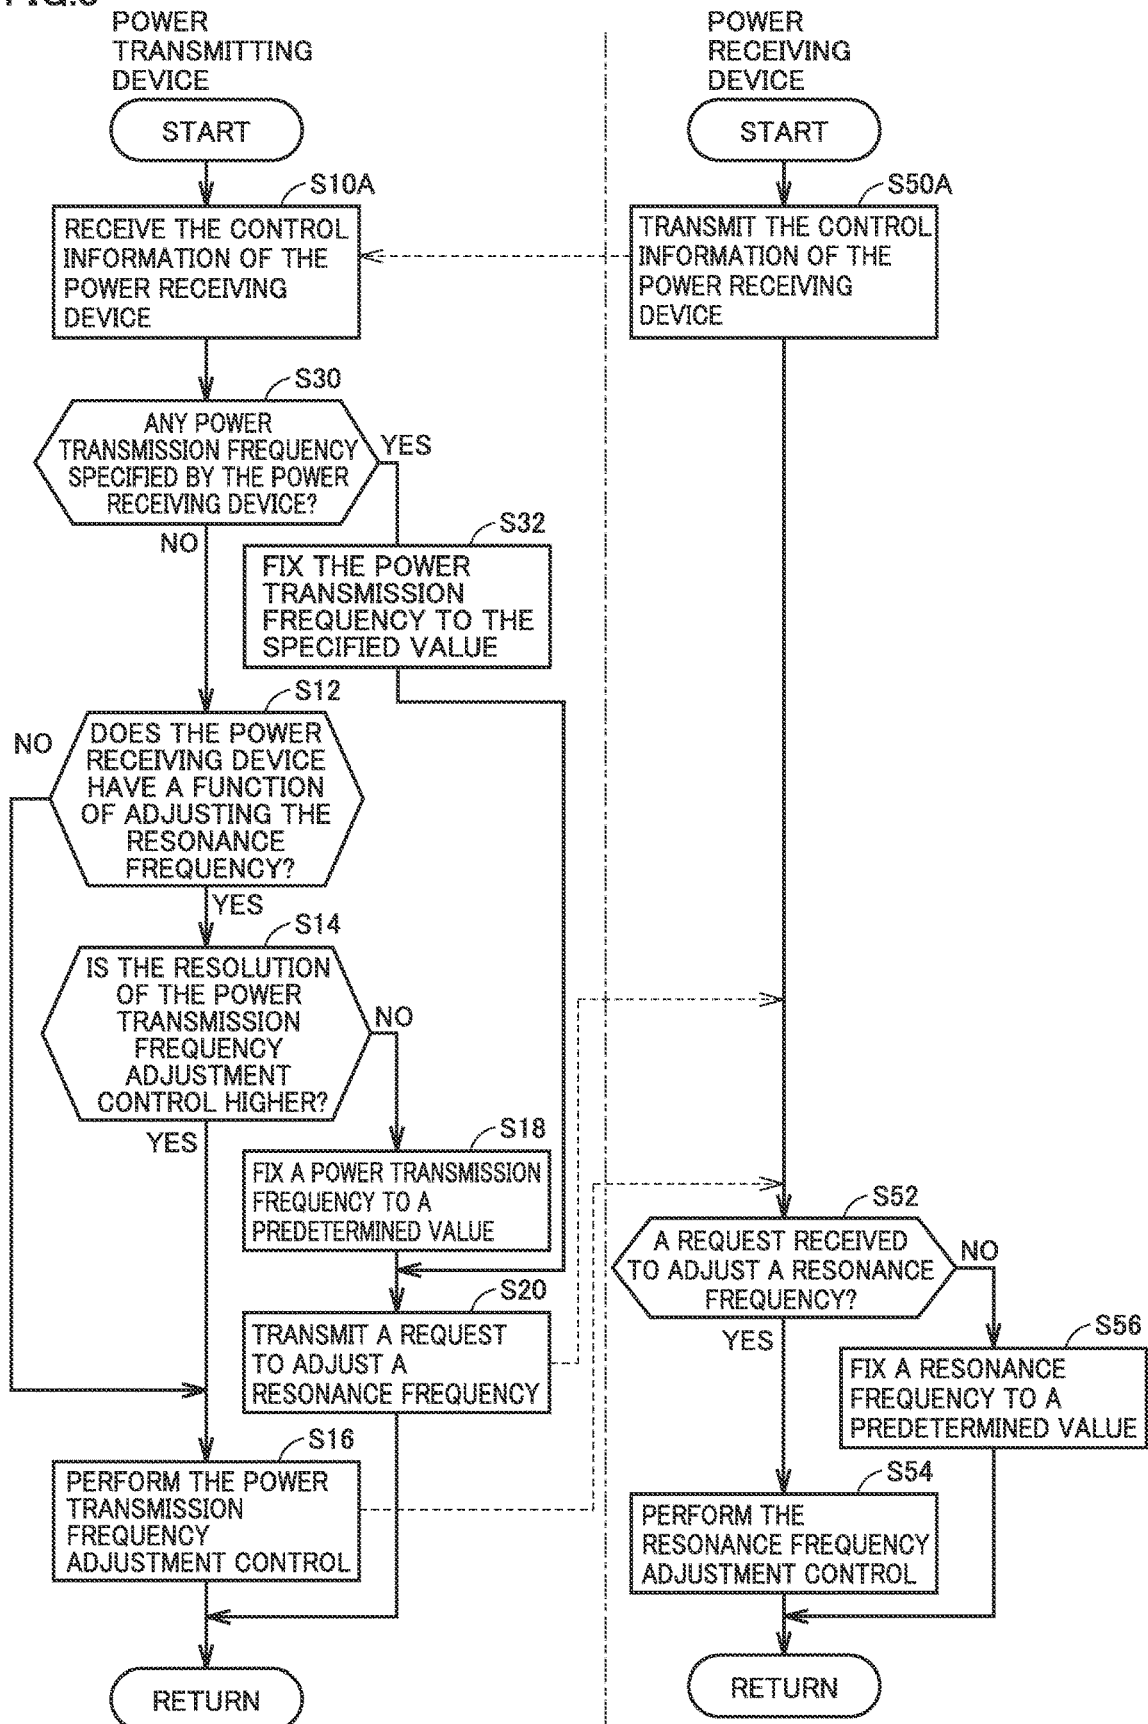 POWER
TRANSMITTING
DEVICE
START
S10A
RECEIVE THE CONTROL
INFORMATION OF THE
POWER RECEIVING
DEVICE
S30
ANY POWER
TRANSMISSION FREQUENCY
SPECIFIED BY THE POWER
RECEIVING DEVICE?
YES
NO
S32
FIX THE POWER
TRANSMISSION
FREQUENCY TO THE
SPECIFIED VALUE
S12
NO
DOES THE POWER
RECEIVING DEVICE
HAVE A FUNCTION
OF ADJUSTING THE
RESONANCE
FREQUENCY?
YES
S14
IS THE RESOLUTION
OF THE POWER
TRANSMISSION
FREQUENCY
ADJUSTMENT
CONTROL HIGHER?
NO
YES
S18
FIX A POWER TRANSMISSION
FREQUENCY TO A
PREDETERMINED VALUE
S20
TRANSMIT A REQUEST
TO ADJUST A
RESONANCE FREQUENCY
S16
PERFORM THE POWER
TRANSMISSION
FREQUENCY
ADJUSTMENT CONTROL
RETURN
POWER
RECEIVING
DEVICE
START
S50A
TRANSMIT THE CONTROL
INFORMATION OF THE
POWER RECEIVING
DEVICE
S52
A REQUEST RECEIVED
TO ADJUST A RESONANCE
FREQUENCY?
NO
YES
S56
FIX A RESONANCE
FREQUENCY TO A
PREDETERMINED VALUE
S54
PERFORM THE
RESONANCE FREQUENCY
ADJUSTMENT CONTROL
RETURN